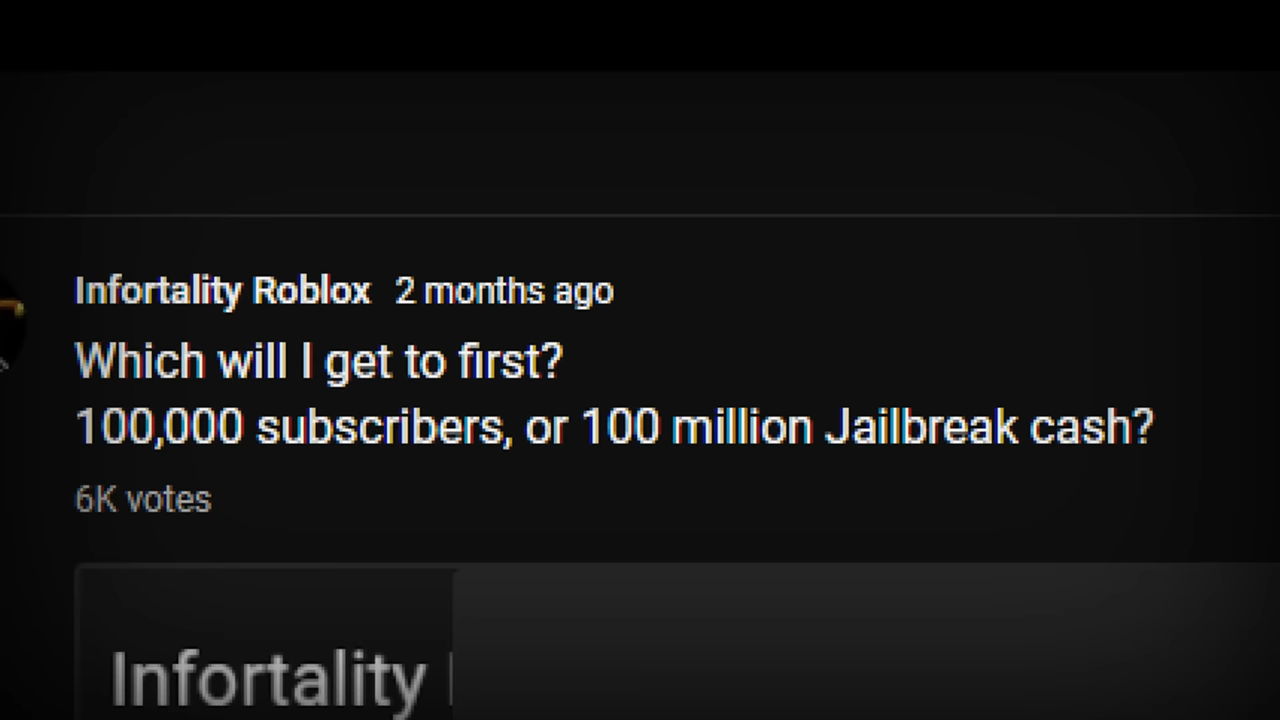 Infortality Roblox 2 months ago
Which will I get to first?
100,000 subscribers, or 100 million Jailbreak cash?
6K votes
Infortality